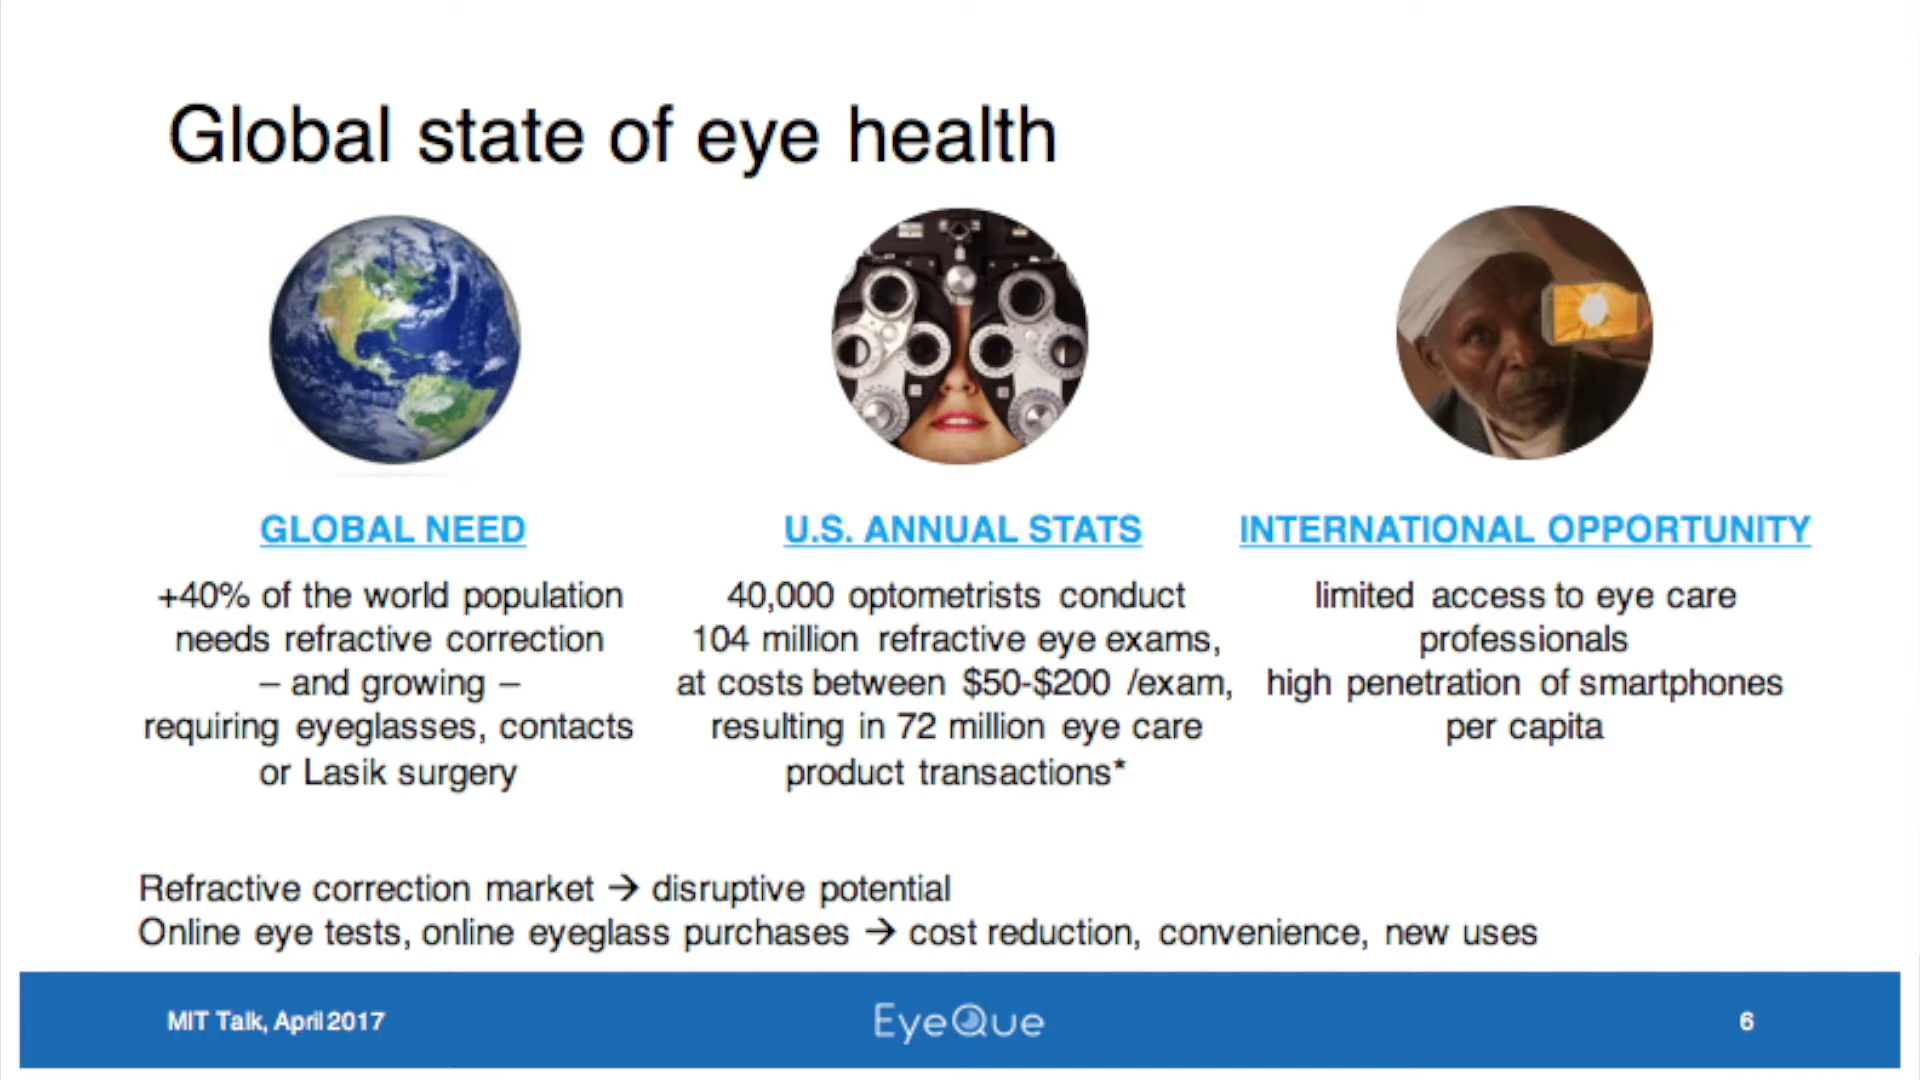 Global state of eye health
GLOBAL NEED
+40% of the world population
needs refractive correction
– and growing –
requiring eyeglasses, contacts
or Lasik surgery
U.S. ANNUAL STATS
40,000 optometrists conduct
104 million refractive eye exams,
at costs between $50-$200 /exam,
resulting in 72 million eye care
product transactions*
INTERNATIONAL OPPORTUNITY
limited access to eye care
professionals
high penetration of smartphones
per capita
Refractive correction market → disruptive potential
Online eye tests, online eyeglass purchases → cost reduction, convenience, new uses
MIT Talk, April 2017
EyeQue
6